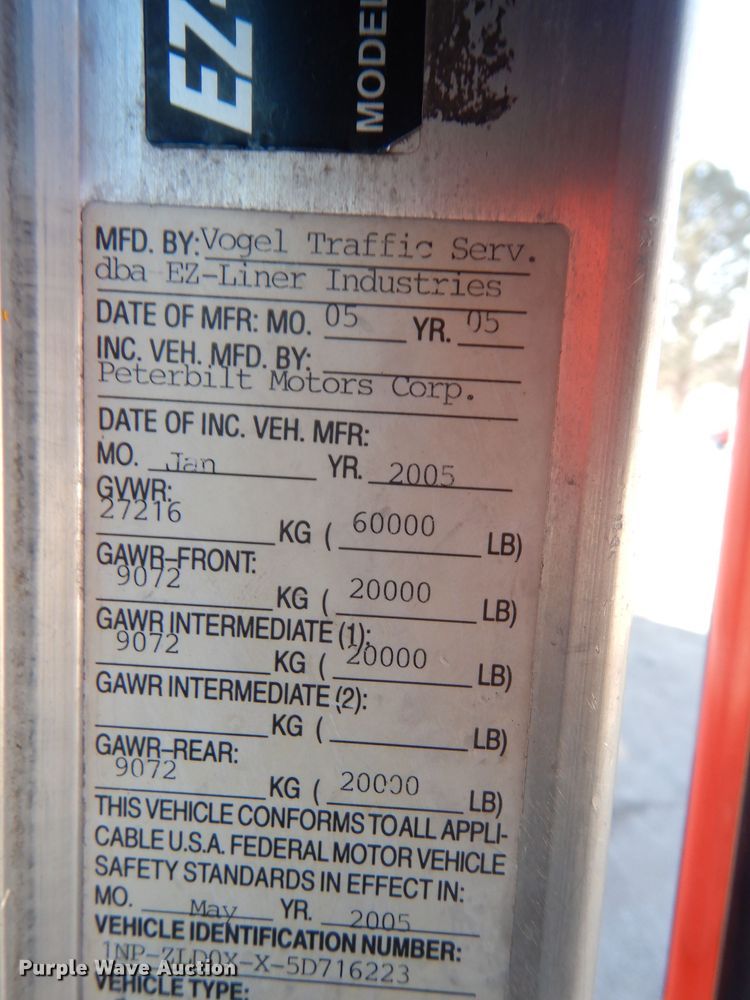 EZ-
MODEL
MFD. BY: Vogel Traffic Serv.
dba EZ-Liner Industries
DATE OF MFR: MO. 05 YR. 05
INC. VEH. MFD. BY:
Peterbilt Motors Corp.
DATE OF INC. VEH. MFR:
MO. Jan YR. 2005
GVWR:
27216 KG ( 60000 LB)
GAWR-FRONT:
9072 KG ( 20000 LB)
GAWR INTERMEDIATE (1):
9072 KG ( 20000 LB)
GAWR INTERMEDIATE (2):
KG ( LB)
GAWR-REAR:
9072 KG ( 20000 LB)
THIS VEHICLE CONFORMS TO ALL APPLI-
CABLE U.S.A. FEDERAL MOTOR VEHICLE
SAFETY STANDARDS IN EFFECT IN:
MO. May YR. 2005
VEHICLE IDENTIFICATION NUMBER:
1NP-ZLD0X-X-5D716223
VEHICLE TYPE:
Purple Wave Auction